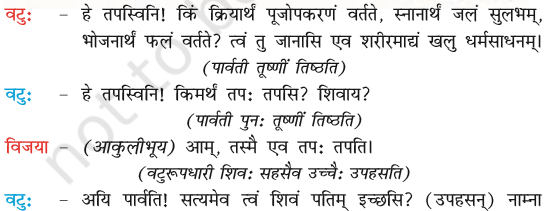 वटुः – हे तपस्विनि! किं क्रियार्थं पूजोपकरणं वर्तते, स्नानार्थं जलं सुलभम्,
भोजनार्थं फलं वर्तते? त्वं तु जानासि एव शरीरमाद्यं खलु धर्मसाधनम्।
(पार्वती तूष्णीं तिष्ठति)
वटुः – हे तपस्विनि! किमर्थं तपः तपसि? शिवाय?
(पार्वती पुनः तूष्णीं तिष्ठति)
विजया – (आकुलीभूय) आम्, तस्मै एव तपः तपति।
(वटुरूपधारी शिवः सहसैव उच्चैः उपहसति)
वटुः – अयि पार्वति! सत्यमेव त्वं शिवं पतिम् इच्छसि? (उपहसन्) नाम्ना
not to